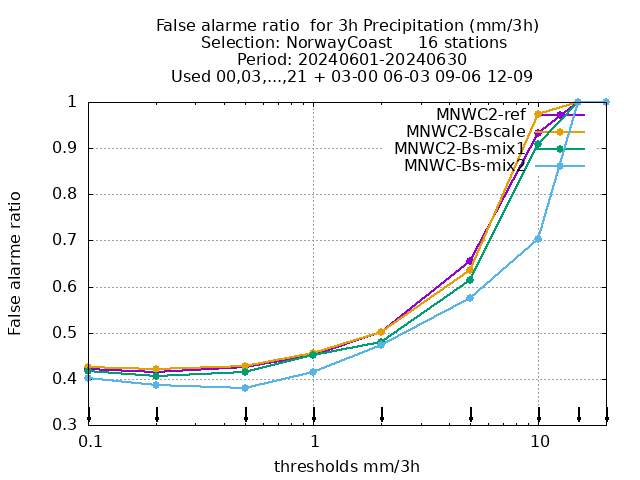 False alarme ratio  for 3h Precipitation (mm/3h)
Selection: NorwayCoast     16 stations
Period: 20240601-20240630
Used 00,03,...,21 + 03-00 06-03 09-06 12-09
1
0.9
0.8
0.7
0.6
0.5
0.4
0.3
False alarme ratio
MNWC2-ref
MNWC2-Bscale
MNWC2-Bs-mix1
MNWC-Bs-mix2
0.1
1
10
thresholds mm/3h